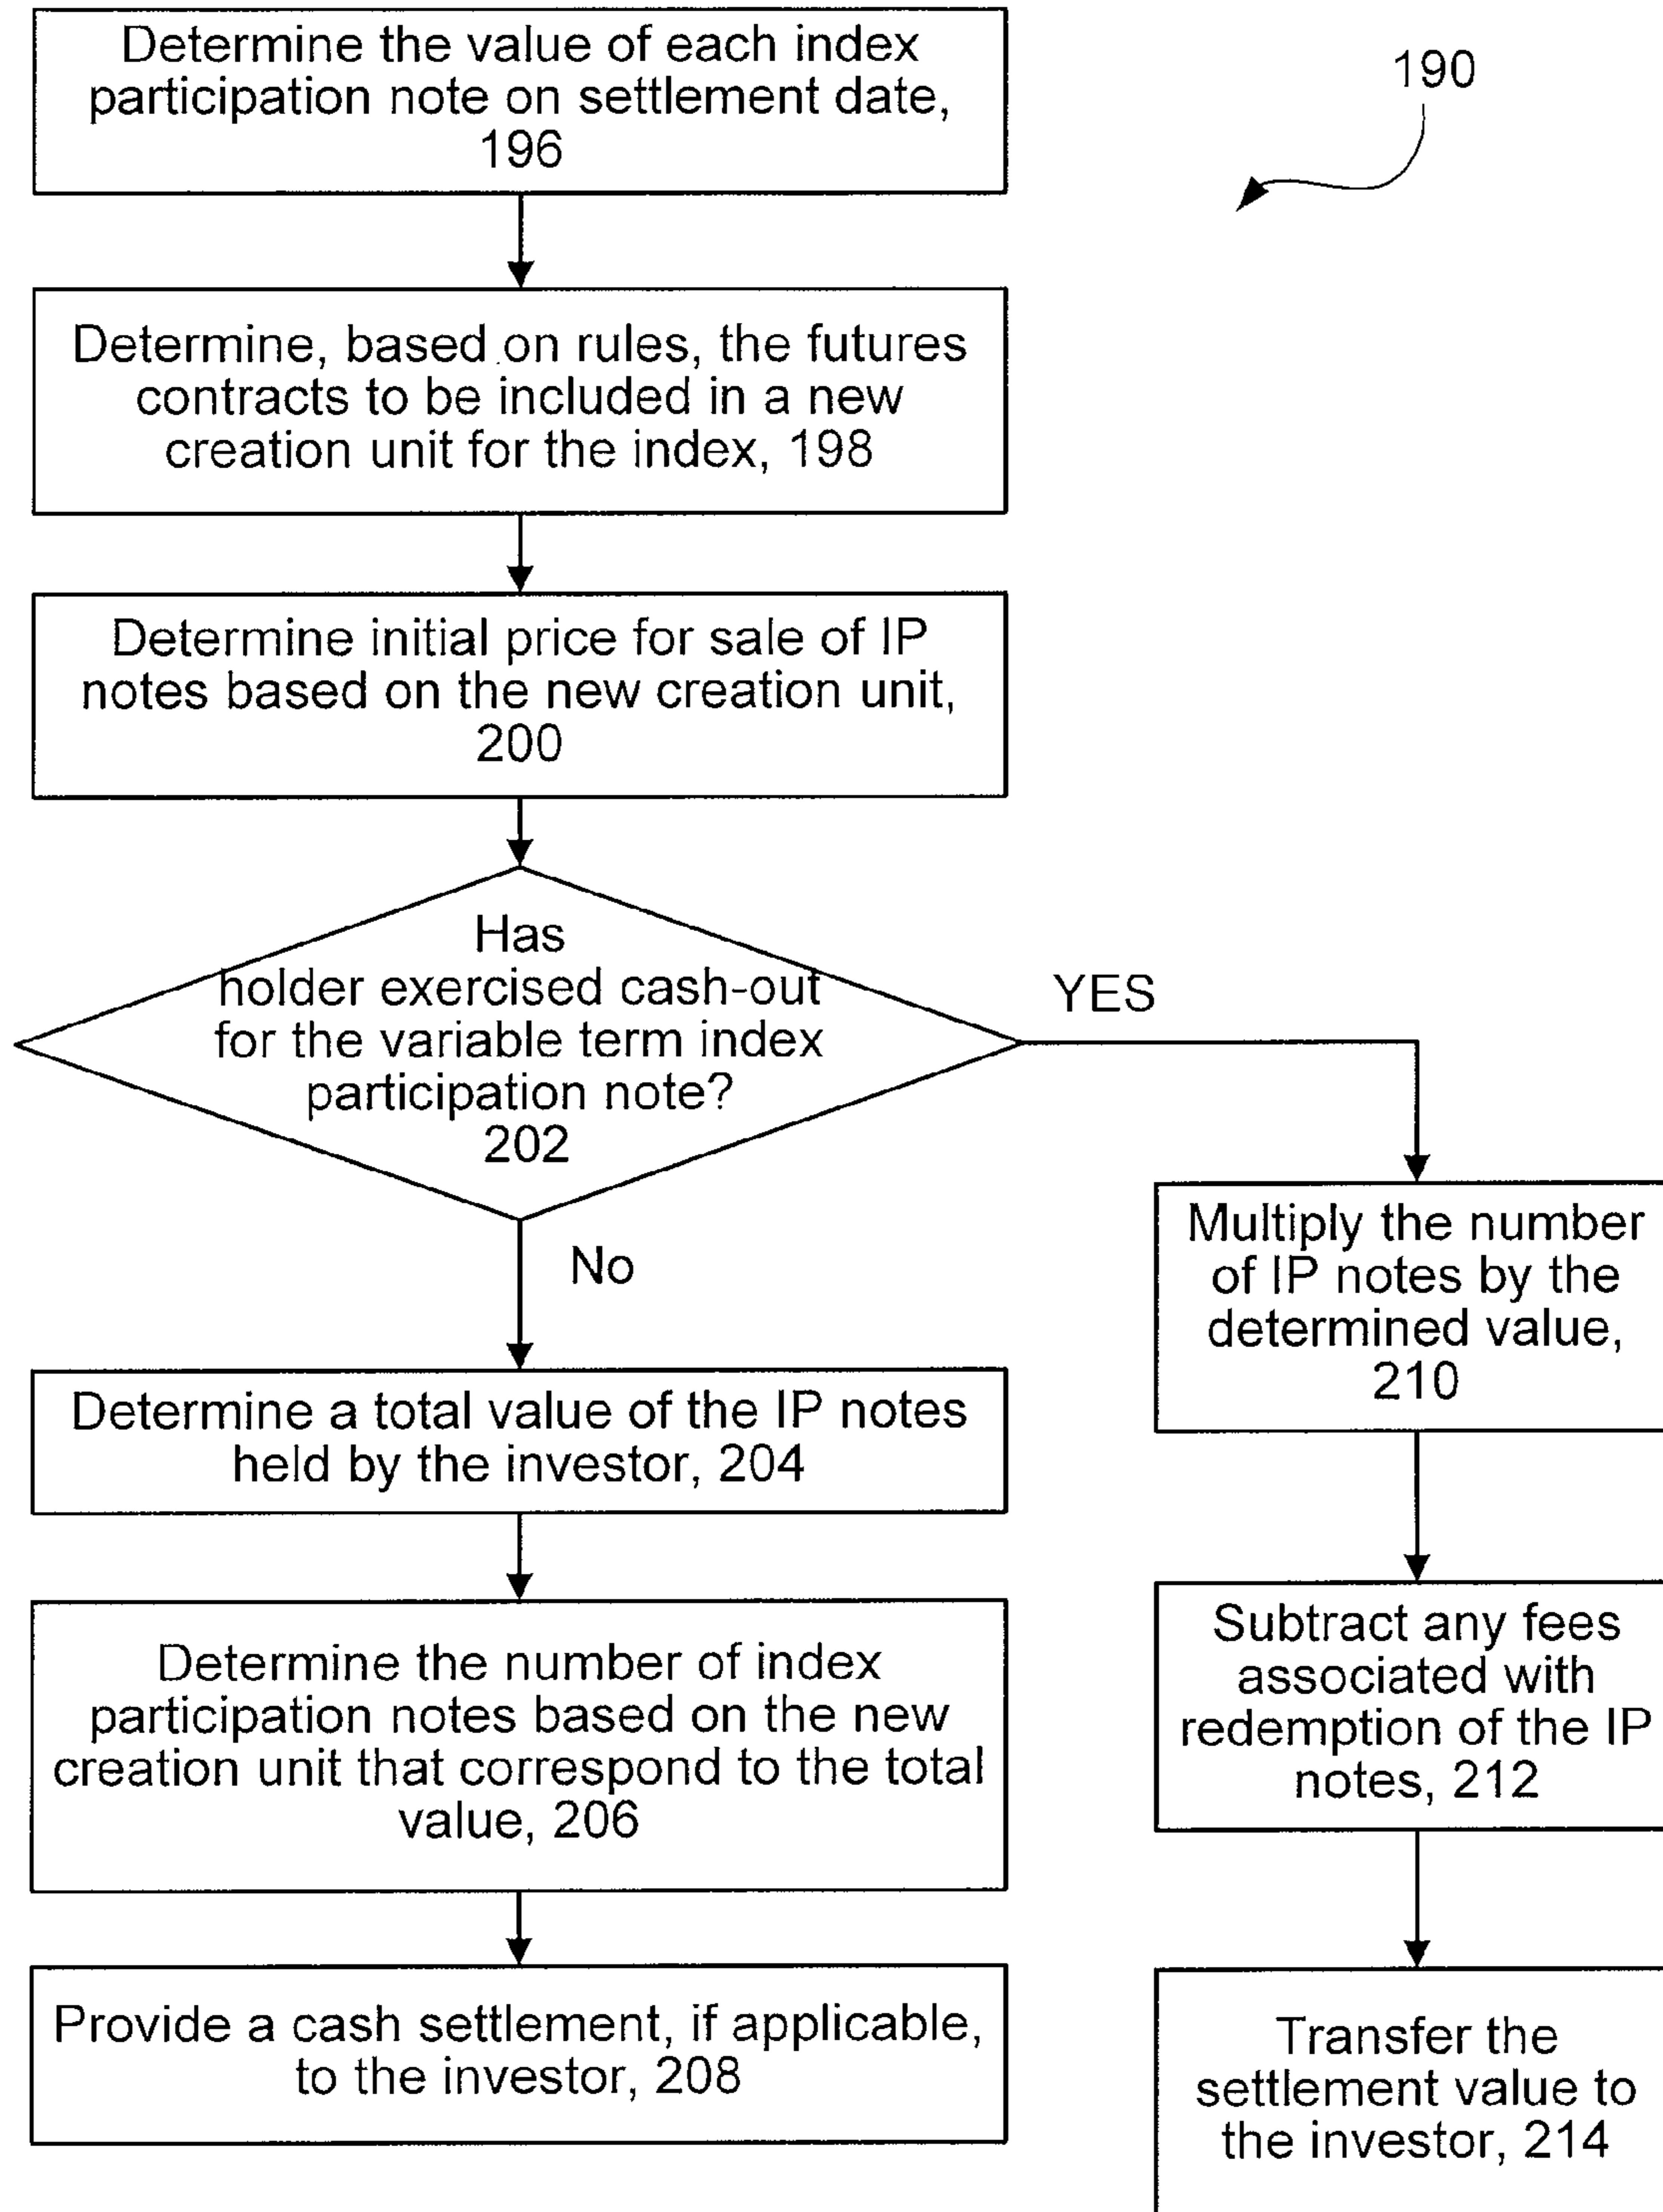 Determine the value of each index
participation note on settlement date,
196
190
Determine, based on rules, the futures
contracts to be included in a new
creation unit for the index, 198
Determine initial price for sale of IP
notes based on the new creation unit,
200
Has
holder exercised cash-out
for the variable term index
participation note?
202
YES
No
Multiply the number
of IP notes by the
determined value,
210
Determine a total value of the IP notes
held by the investor, 204
Subtract any fees
associated with
redemption of the IP
notes, 212
Determine the number of index
participation notes based on the new
creation unit that correspond to the total
value, 206
Provide a cash settlement, if applicable,
to the investor, 208
Transfer the
settlement value to
the investor, 214